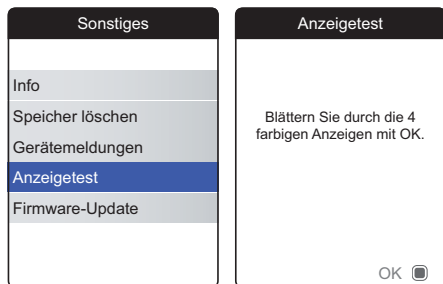 Sonstiges
Info
Speicher löschen
Gerätemeldungen
Anzeigetest
Firmware-Update
Anzeigetest
Blättern Sie durch die 4
farbigen Anzeigen mit OK.
OK